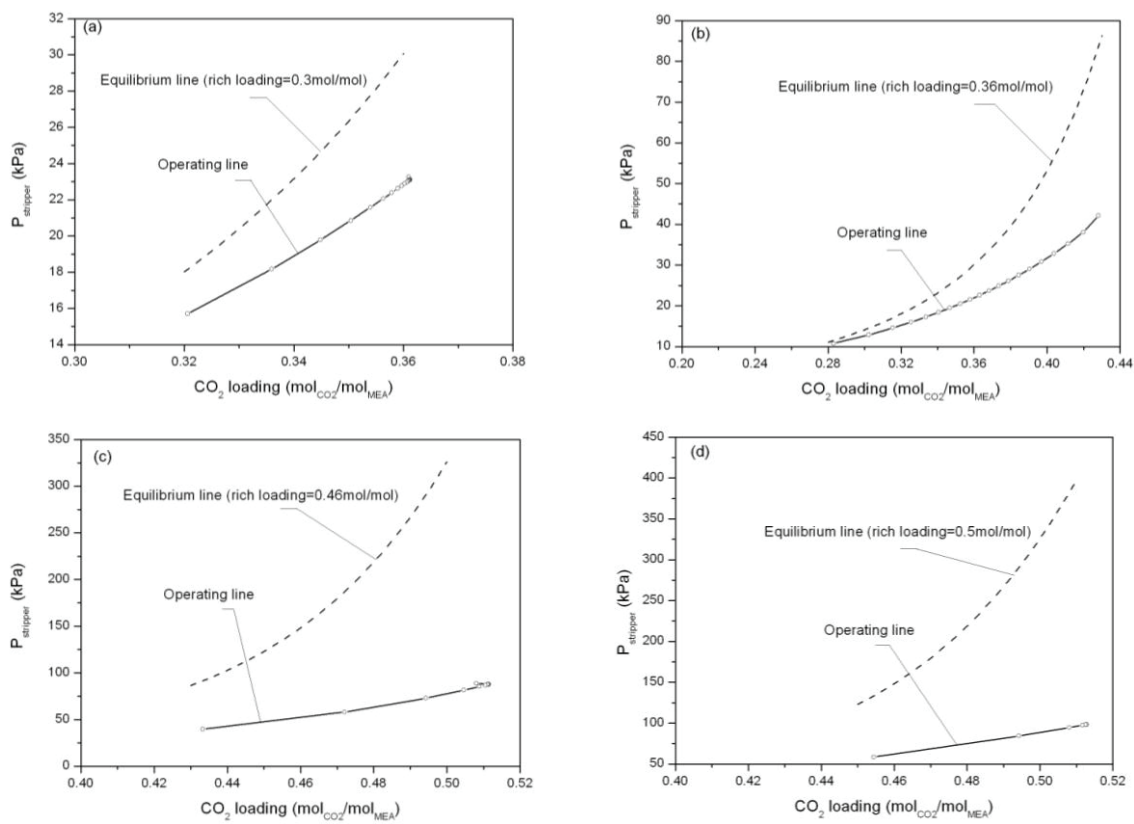 (a)
32
30
28
26
24
22
20
18
16
14
P stripper (kPa)
Equilibrium line (rich loading=0.3mol/mol)
Operating line
0.30 0.32 0.34 0.36 0.38
CO2 loading (molCO2/molMEA)
(b)
90
80
70
60
50
40
30
20
10
P stripper (kPa)
Equilibrium line (rich loading=0.36mol/mol)
Operating line
0.20 0.24 0.28 0.32 0.36 0.40 0.44
CO2 loading (molCO2/molMEA)
(c)
350
300
250
200
150
100
50
0
P stripper (kPa)
Equilibrium line (rich loading=0.46mol/mol)
Operating line
0.40 0.42 0.44 0.46 0.48 0.50 0.52
CO2 loading (molCO2/molMEA)
(d)
450
400
350
300
250
200
150
100
50
P stripper (kPa)
Equilibrium line (rich loading=0.5mol/mol)
Operating line
0.40 0.42 0.44 0.46 0.48 0.50 0.52
CO2 loading (molCO2/molMEA)